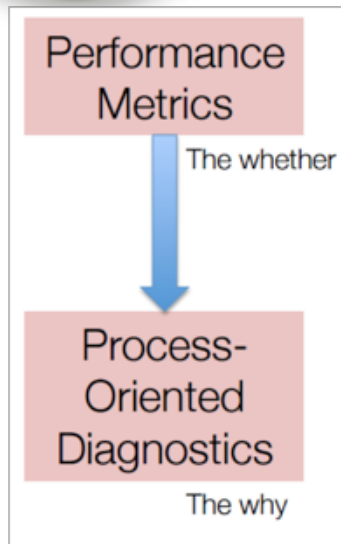 Performance
Metrics
The whether
Process-
Oriented
Diagnostics
The why